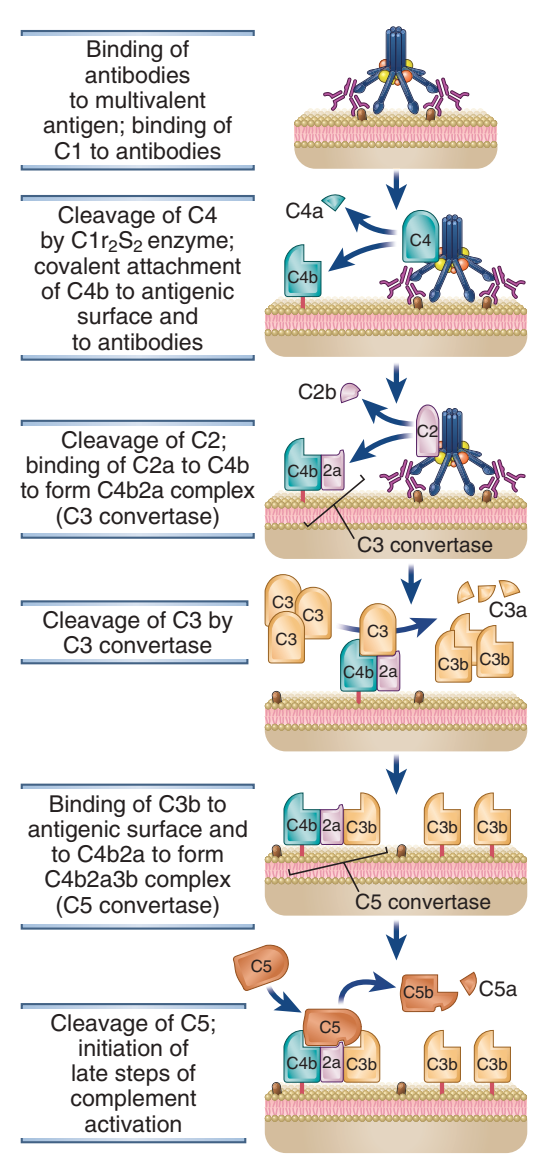 Binding of
antibodies
to multivalent
antigen; binding of
C1 to antibodies
Cleavage of C4
by C1r₂S₂ enzyme;
covalent attachment
of C4b to antigenic
surface and
to antibodies
C4a
C4
C4b
Cleavage of C2;
binding of C2a to C4b
to form C4b2a complex
(C3 convertase)
C2b
C2
C4b 2a
C3 convertase
Cleavage of C3 by
C3 convertase
C3
C3
C3
C3
C4b 2a
C3a
C3b
C3b
Binding of C3b to
antigenic surface and
to C4b2a to form
C4b2a3b complex
(C5 convertase)
C4b 2a C3b
C3b
C3b
C5 convertase
Cleavage of C5;
initiation of
late steps of
complement
activation
C5
C5
C5b
C5a
C4b 2a C3b
C3b
C3b